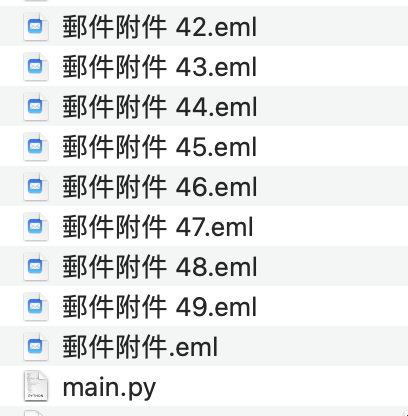 郵件附件 42.eml
郵件附件 43.eml
郵件附件 44.eml
郵件附件 45.eml
郵件附件 46.eml
郵件附件 47.eml
郵件附件 48.eml
郵件附件 49.eml
郵件附件.eml
PYTHON main.py